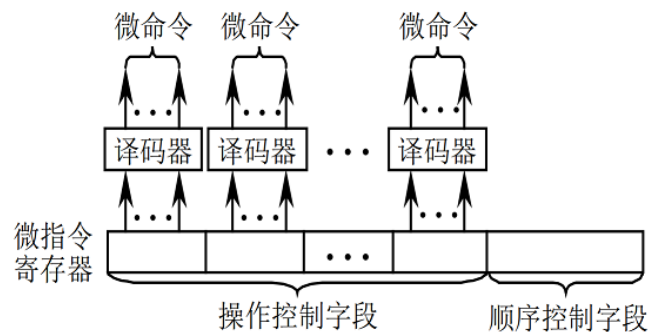 微命令 微命令 微命令
译码器 译码器 译码器
微指令
寄存器
操作控制字段 顺序控制字段